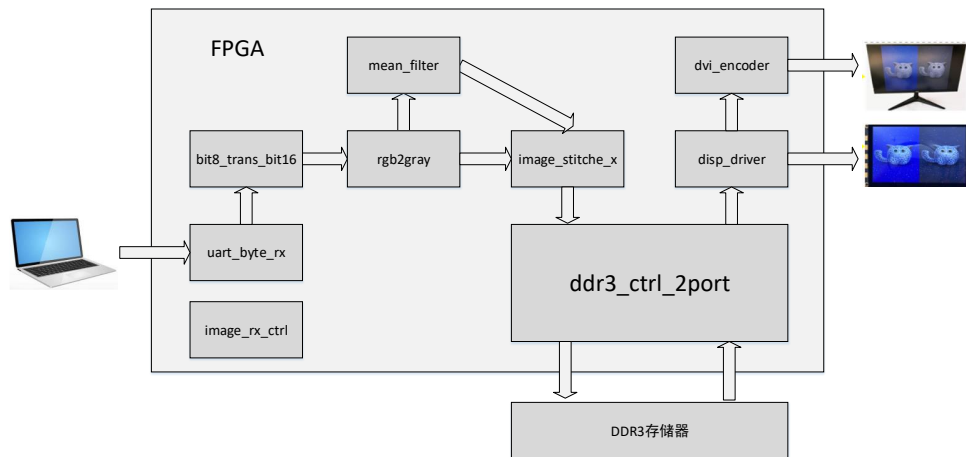 FPGA
mean_filter
dvi_encoder
bit8_trans_bit16
rgb2gray
image_stitche_x
disp_driver
uart_byte_rx
ddr3_ctrl_2port
image_rx_ctrl
DDR3存储器